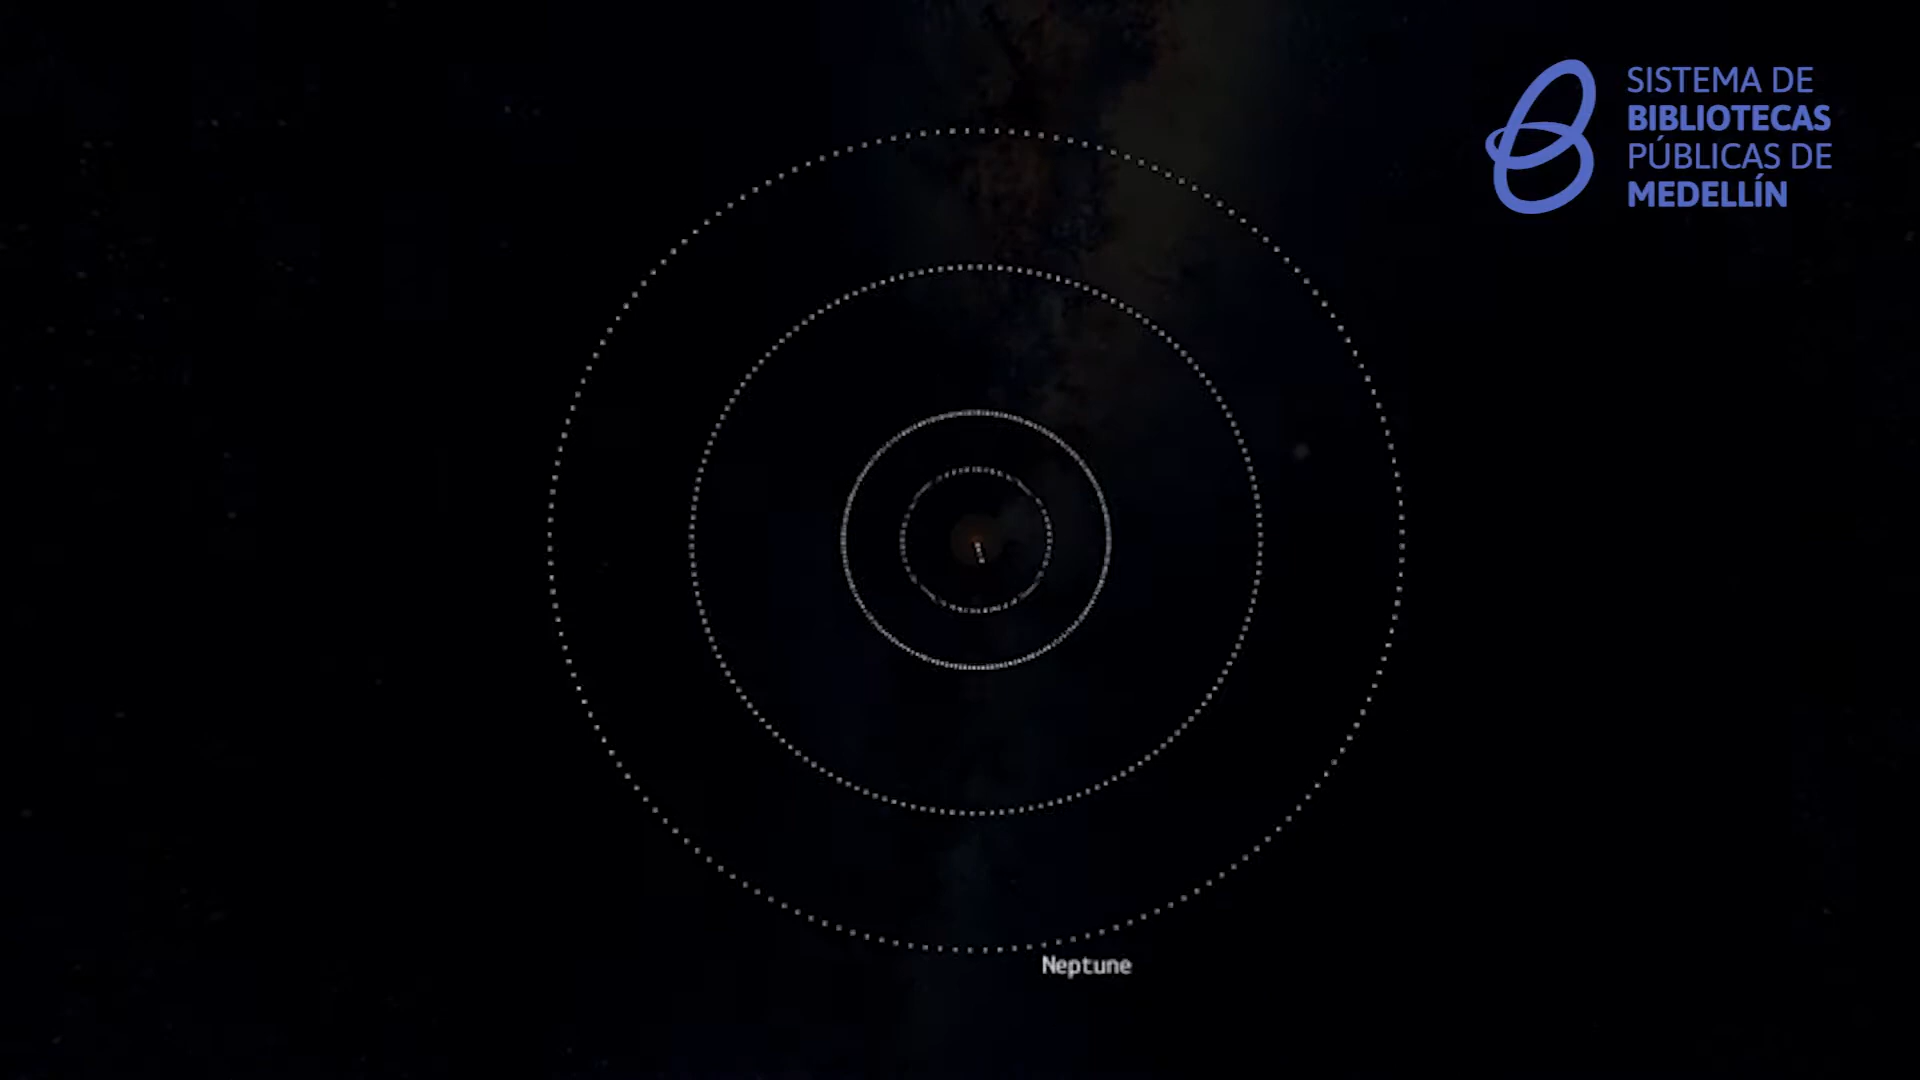 SISTEMA DE
BIBLIOTECAS
PÚBLICAS DE
MEDELLÍN
Neptune